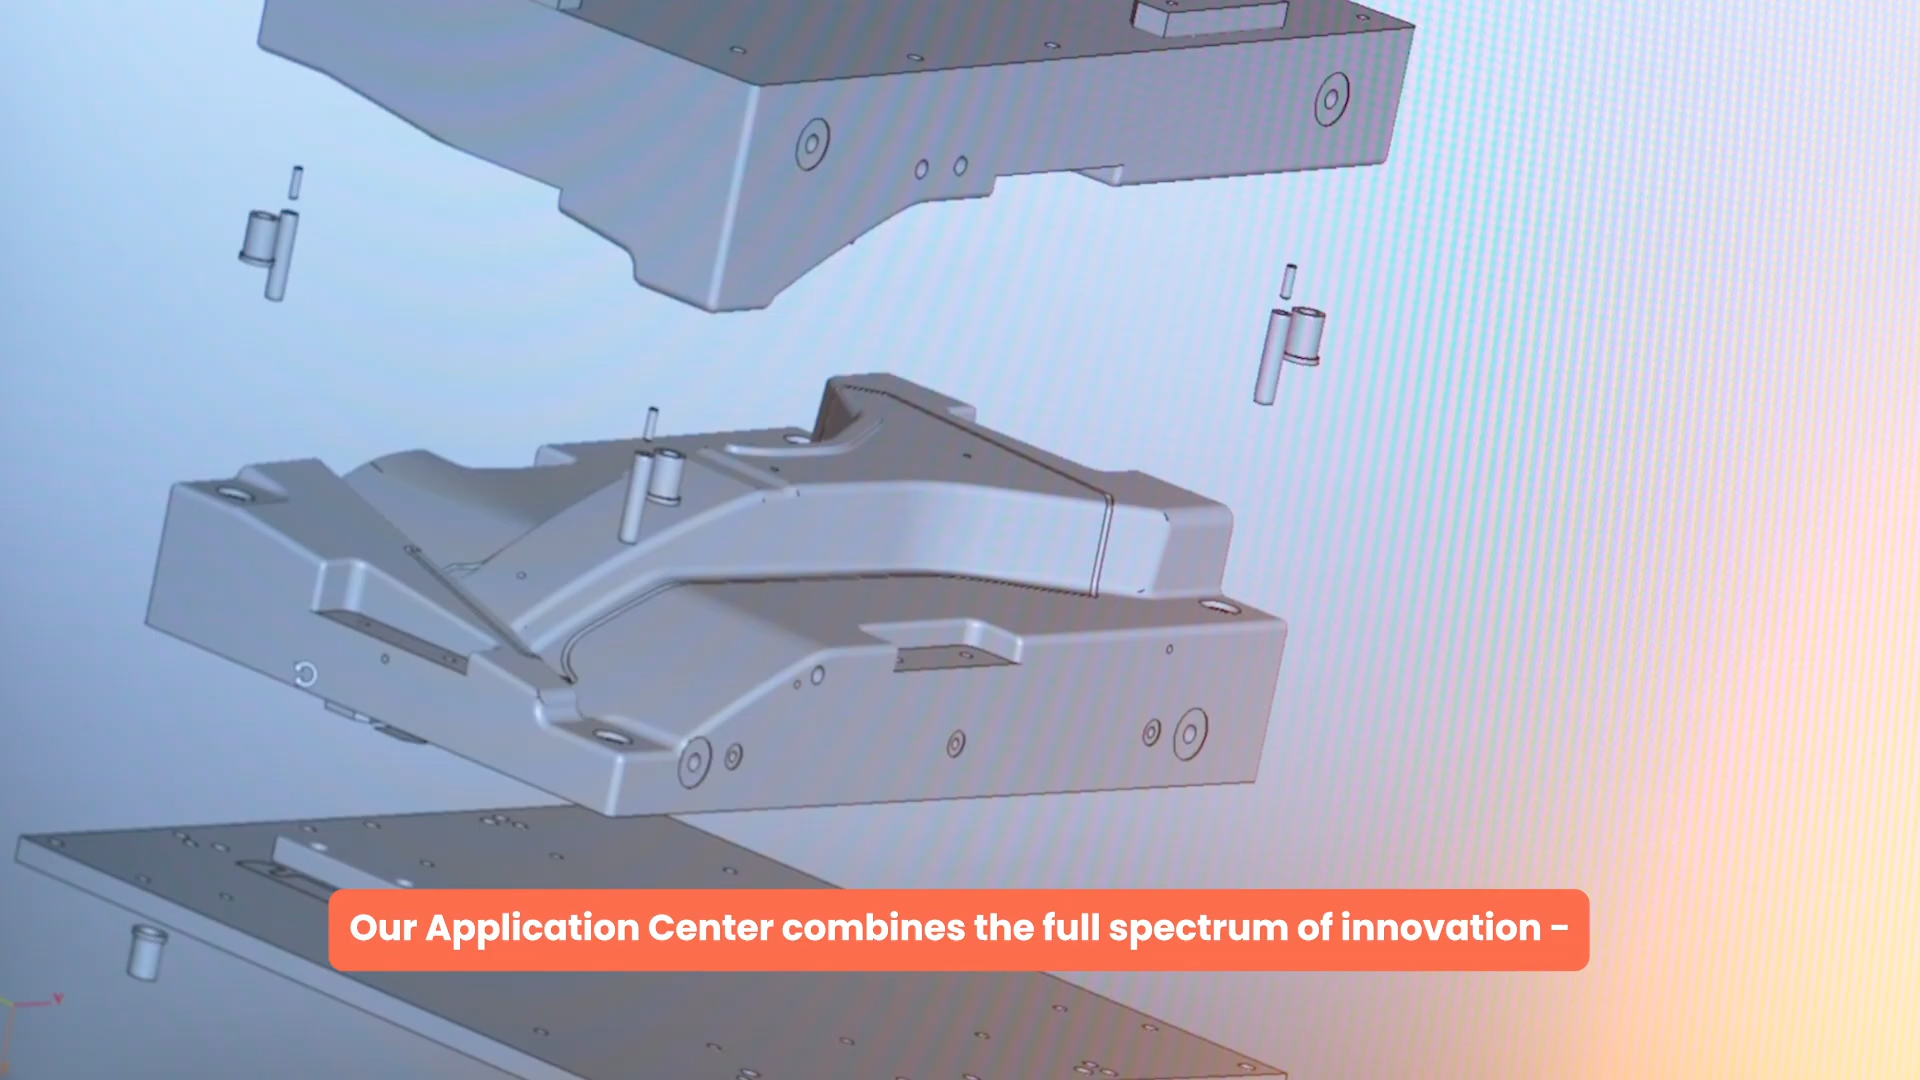 Our Application Center combines the full spectrum of innovation –
Y